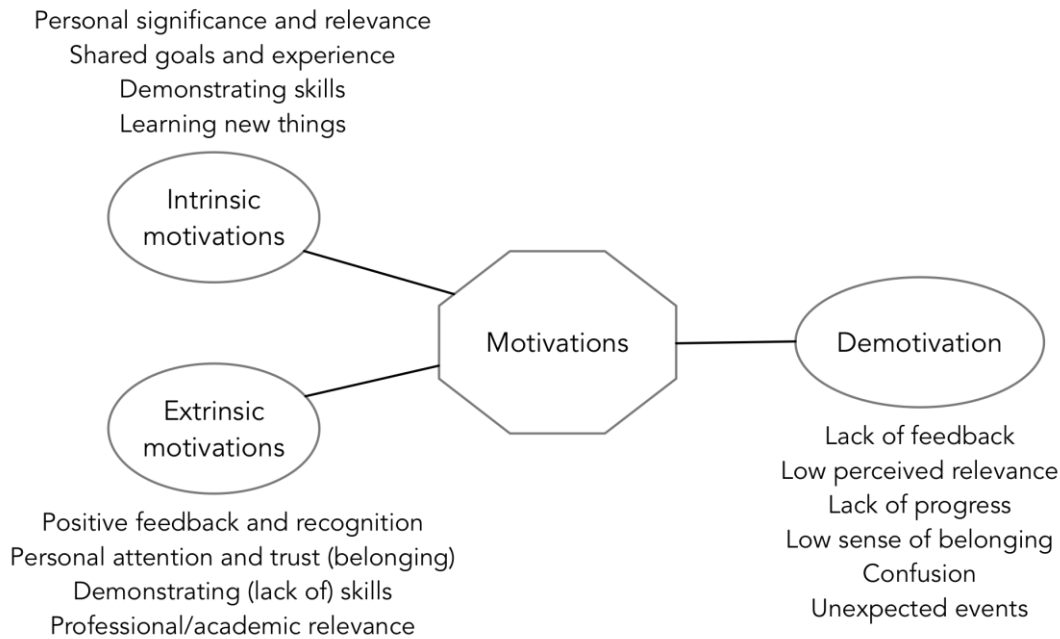 Personal significance and relevance
Shared goals and experience
Demonstrating skills
Learning new things
Intrinsic
motivations
Motivations
Demotivation
Extrinsic
motivations
Positive feedback and recognition
Personal attention and trust (belonging)
Demonstrating (lack of) skills
Professional/academic relevance
Lack of feedback
Low perceived relevance
Lack of progress
Low sense of belonging
Confusion
Unexpected events